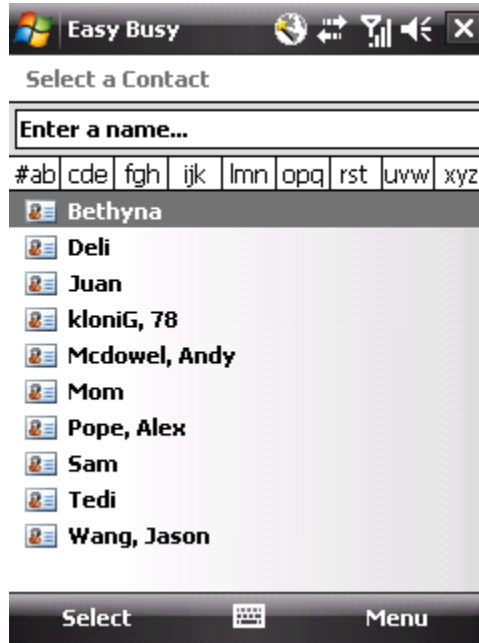 Easy Busy
Select a Contact
Enter a name...
#ab cde fgh ijk lmn opq rst uvw xyz
Bethyna
Deli
Juan
kloniG, 78
Mcdowel, Andy
Mom
Pope, Alex
Sam
Tedi
Wang, Jason
Select Menu